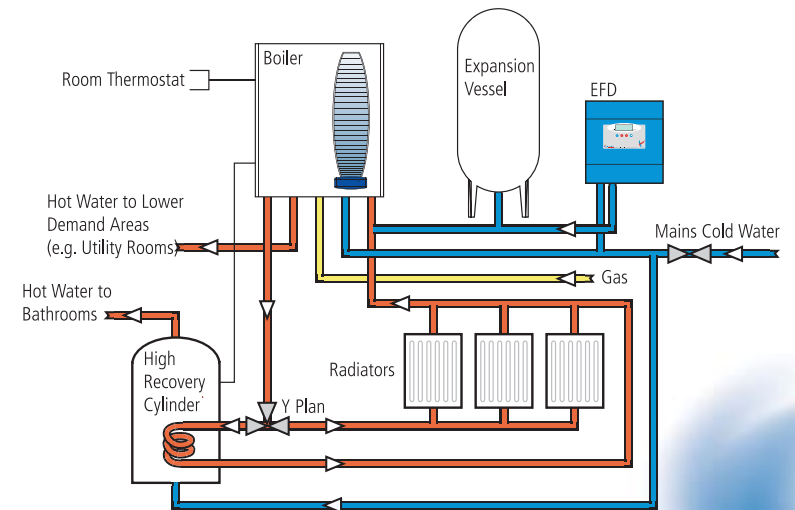 Boiler
Room Thermostat
Expansion
Vessel
EFD
Hot Water to Lower
Demand Areas
(e.g. Utility Rooms)
Mains Cold Water
Gas
Hot Water to
Bathrooms
High
Recovery
Cylinder
Radiators
Y Plan